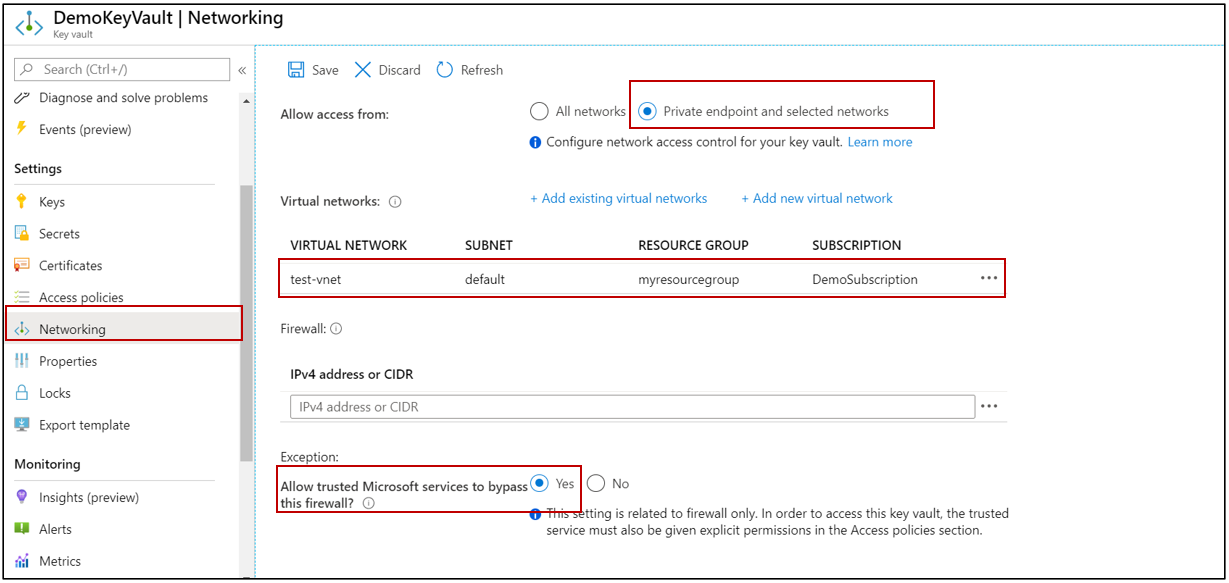 DemoKeyVault | Networking
Key vault
Search (Ctrl+/)
«
Diagnose and solve problems
Events (preview)
Settings
Keys
Secrets
Certificates
Access policies
Networking
Properties
Locks
Export template
Monitoring
Insights (preview)
Alerts
Metrics
Save Discard Refresh
Allow access from: All networks Private endpoint and selected networks
Configure network access control for your key vault. Learn more
Virtual networks: + Add existing virtual networks + Add new virtual network
VIRTUAL NETWORK SUBNET RESOURCE GROUP SUBSCRIPTION
test-vnet default myresourcegroup DemoSubscription ...
Firewall:
IPv4 address or CIDR
IPv4 address or CIDR ...
Exception:
Allow trusted Microsoft services to bypass Yes No
this firewall?
This setting is related to firewall only. In order to access this key vault, the trusted
service must also be given explicit permissions in the Access policies section.